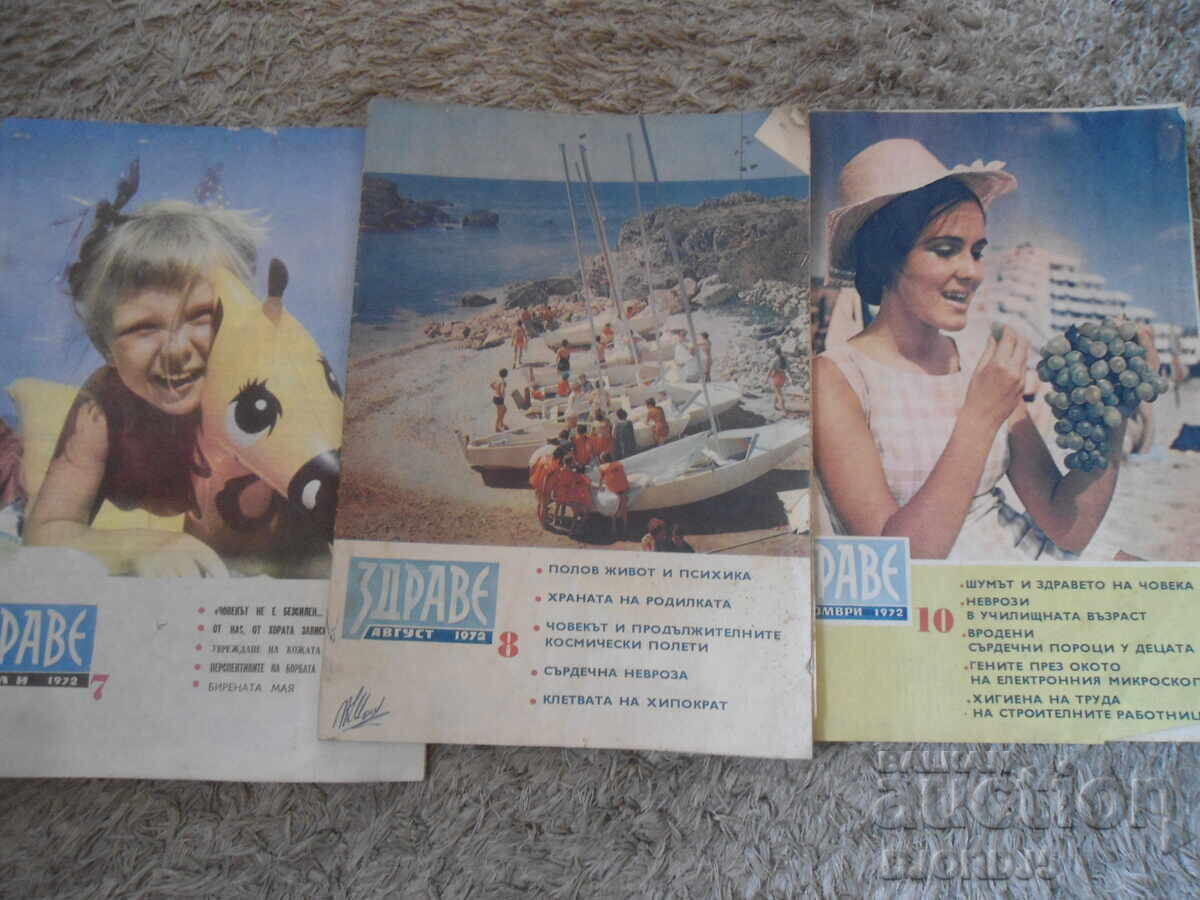 ДРАВЕ
ЛИ 1972 7
• «ЧОВЕКЪТ НЕ Е БЕЗСИЛЕН...
• ОТ НАС, ОТ ХОРАТА ЗАВИС
• УВРЕЖДАНЕ НА КОЖАТА
• ПЕРСПЕКТИВИТЕ НА БОРБАТА
• БИРЕНАТА МАЯ
ЗДРАВЕ
АВГУСТ 1972 8
• ПОЛОВ ЖИВОТ И ПСИХИКА
• ХРАНАТА НА РОДИЛКАТА
• ЧОВЕКЪТ И ПРОДЪЛЖИТЕЛНИТЕ
КОСМИЧЕСКИ ПОЛЕТИ
• СЪРДЕЧНА НЕВРОЗА
• КЛЕТВАТА НА ХИПОКРАТ
РАВЕ
ОМВРИ 1972 10
• ШУМЪТ И ЗДРАВЕТО НА ЧОВЕКА
• НЕВРОЗИ
В УЧИЛИЩНАТА ВЪЗРАСТ
• ВРОДЕНИ
СЪРДЕЧНИ ПОРОЦИ У ДЕЦАТА
• ГЕНИТЕ ПРЕЗ ОКОТО
НА ЕЛЕКТРОННИЯ МИКРОСКОП
• ХИГИЕНА НА ТРУДА
НА СТРОИТЕЛНИТЕ РАБОТНИЦ
BALKAN
auction